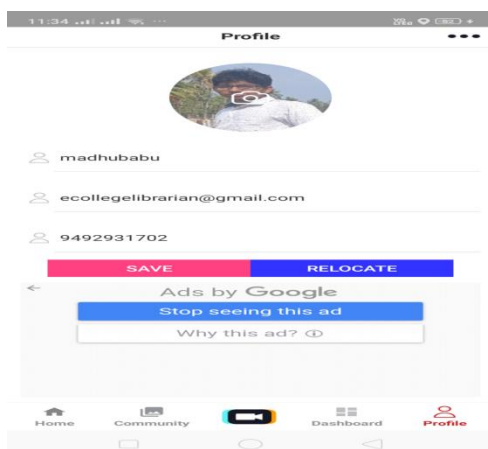 11:34
Profile
madhubabu
ecollegelibrarian@gmail.com
9492931702
SAVE RELOCATE
Ads by Google
Stop seeing this ad
Why this ad?
Home Community Dashboard Profile